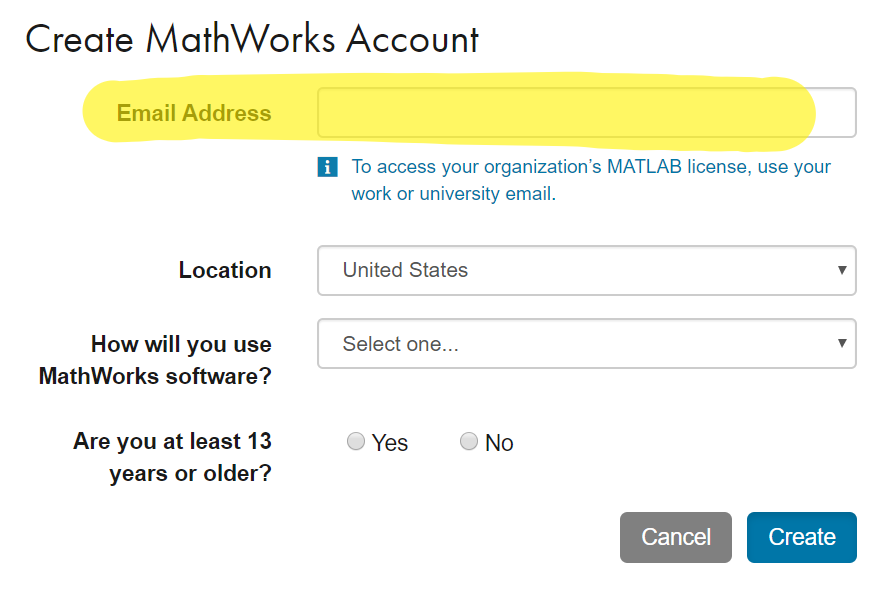 Create MathWorks Account
Email Address
To access your organization's MATLAB license, use your
work or university email.
Location
United States
How will you use
MathWorks software?
Select one...
Are you at least 13
years or older?
Yes
No
Cancel
Create